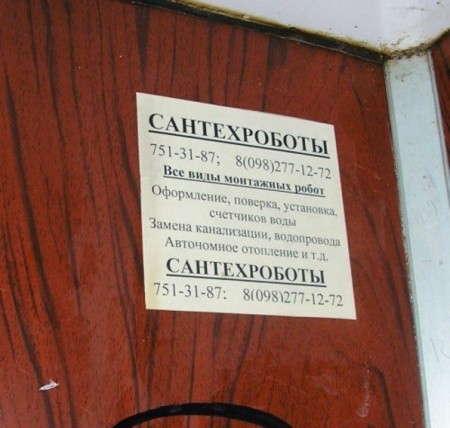 САНТЕХРОБОТЫ
751-31-87; 8(098)277-12-72
Все виды монтажных робот
Оформление, поверка, установка,
счетчиков воды
Замена канализации, водопровода
Авточомное отопление и т.д.
САНТЕХРОБОТЫ
751-31-87: 8(098)277-12-72